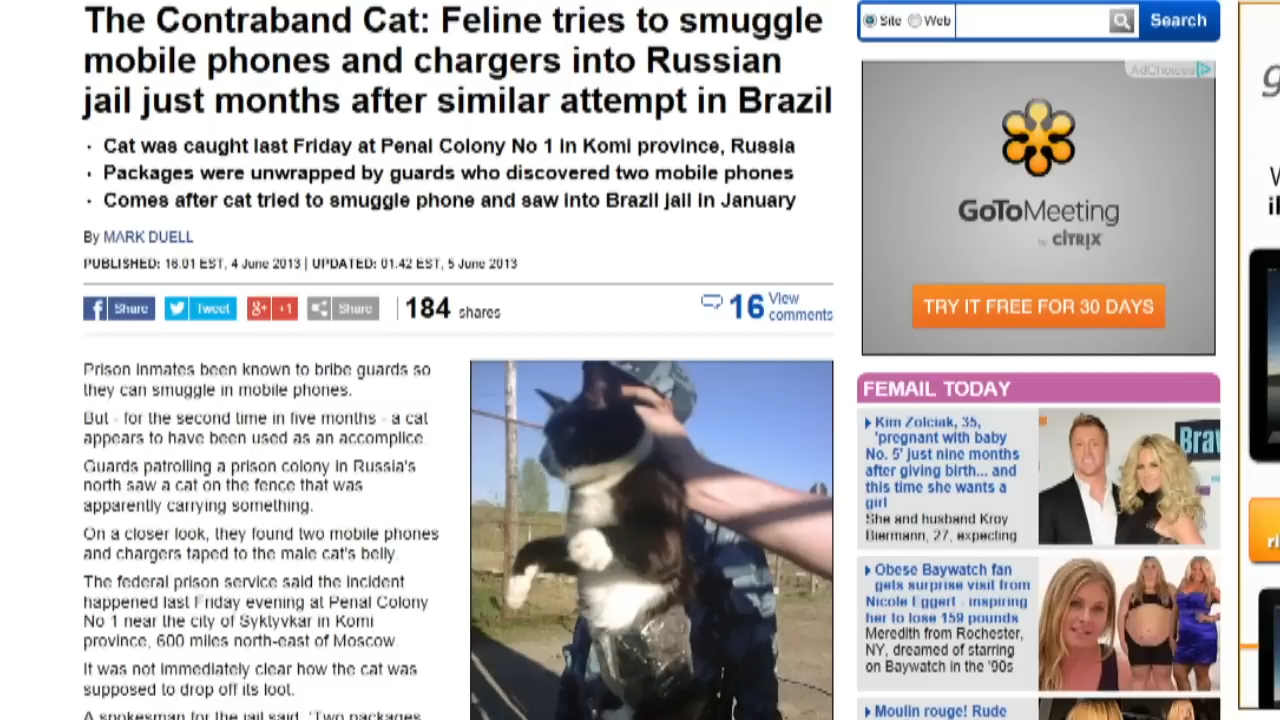 The Contraband Cat: Feline tries to smuggle
mobile phones and chargers into Russian
jail just months after similar attempt in Brazil
· Cat was caught last Friday at Penal Colony No 1 in Komi province, Russia
· Packages were unwrapped by guards who discovered two mobile phones
· Comes after cat tried to smuggle phone and saw into Brazil jail in January
By MARK DUELL
PUBLISHED: 16:01 EST, 4 June 2013 | UPDATED: 01:42 EST, 5 June 2013
Share
Tweet
+1
Share
184 shares
16 View
comments
Prison inmates been known to bribe guards so
they can smuggle in mobile phones.
But - for the second time in five months - a cat
appears to have been used as an accomplice
Guards patrolling a prison colony in Russia's
north saw a cat on the fence that was
apparently carrying something.
On a closer look, they found two mobile phones
and chargers taped to the male cat's belly.
The federal prison service said the incident
happened last Friday evening at Penal Colony
No 1 near the city of Syktyvkar in Komi
province, 600 miles north-east of Moscow.
It was not immediately clear how the cat was
supposed to drop off its loot.
A spokesman for the jail said, 'Two packages
Site Web
Search
AdChoices
GoToMeeting
by CITRIX
TRY IT FREE FOR 30 DAYS
FEMAIL TODAY
Kim Zolciak, 35,
'pregnant with baby
No. 5' just nine months
after giving birth... and
this time she wants a
girl
She and husband Kroy
Biermann, 27, expecting
Brav
Obese Baywatch fan
gets surprise visit from
Nicole Eggert - inspiring
her to lose 159 pounds
Meredith from Rochester,
NY, dreamed of starring
on Baywatch in the '90s
Moulin rouge! Rude